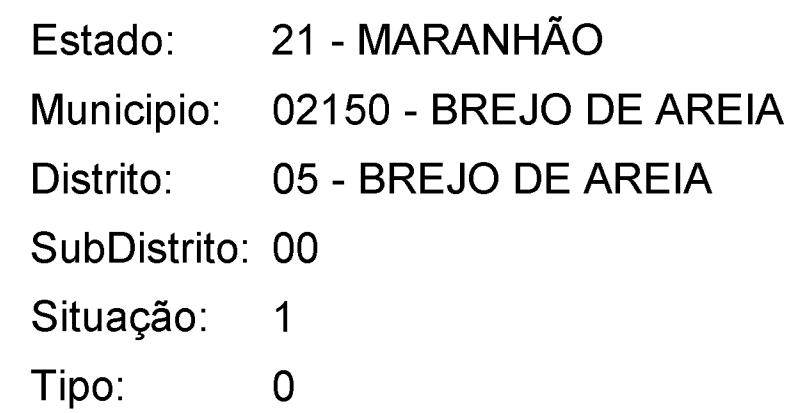 Estado: 21 - MARANHÃO
Municipio: 02150 - BREJO DE AREIA
Distrito: 05 - BREJO DE AREIA
SubDistrito: 00
Situação: 1
Tipo: 0